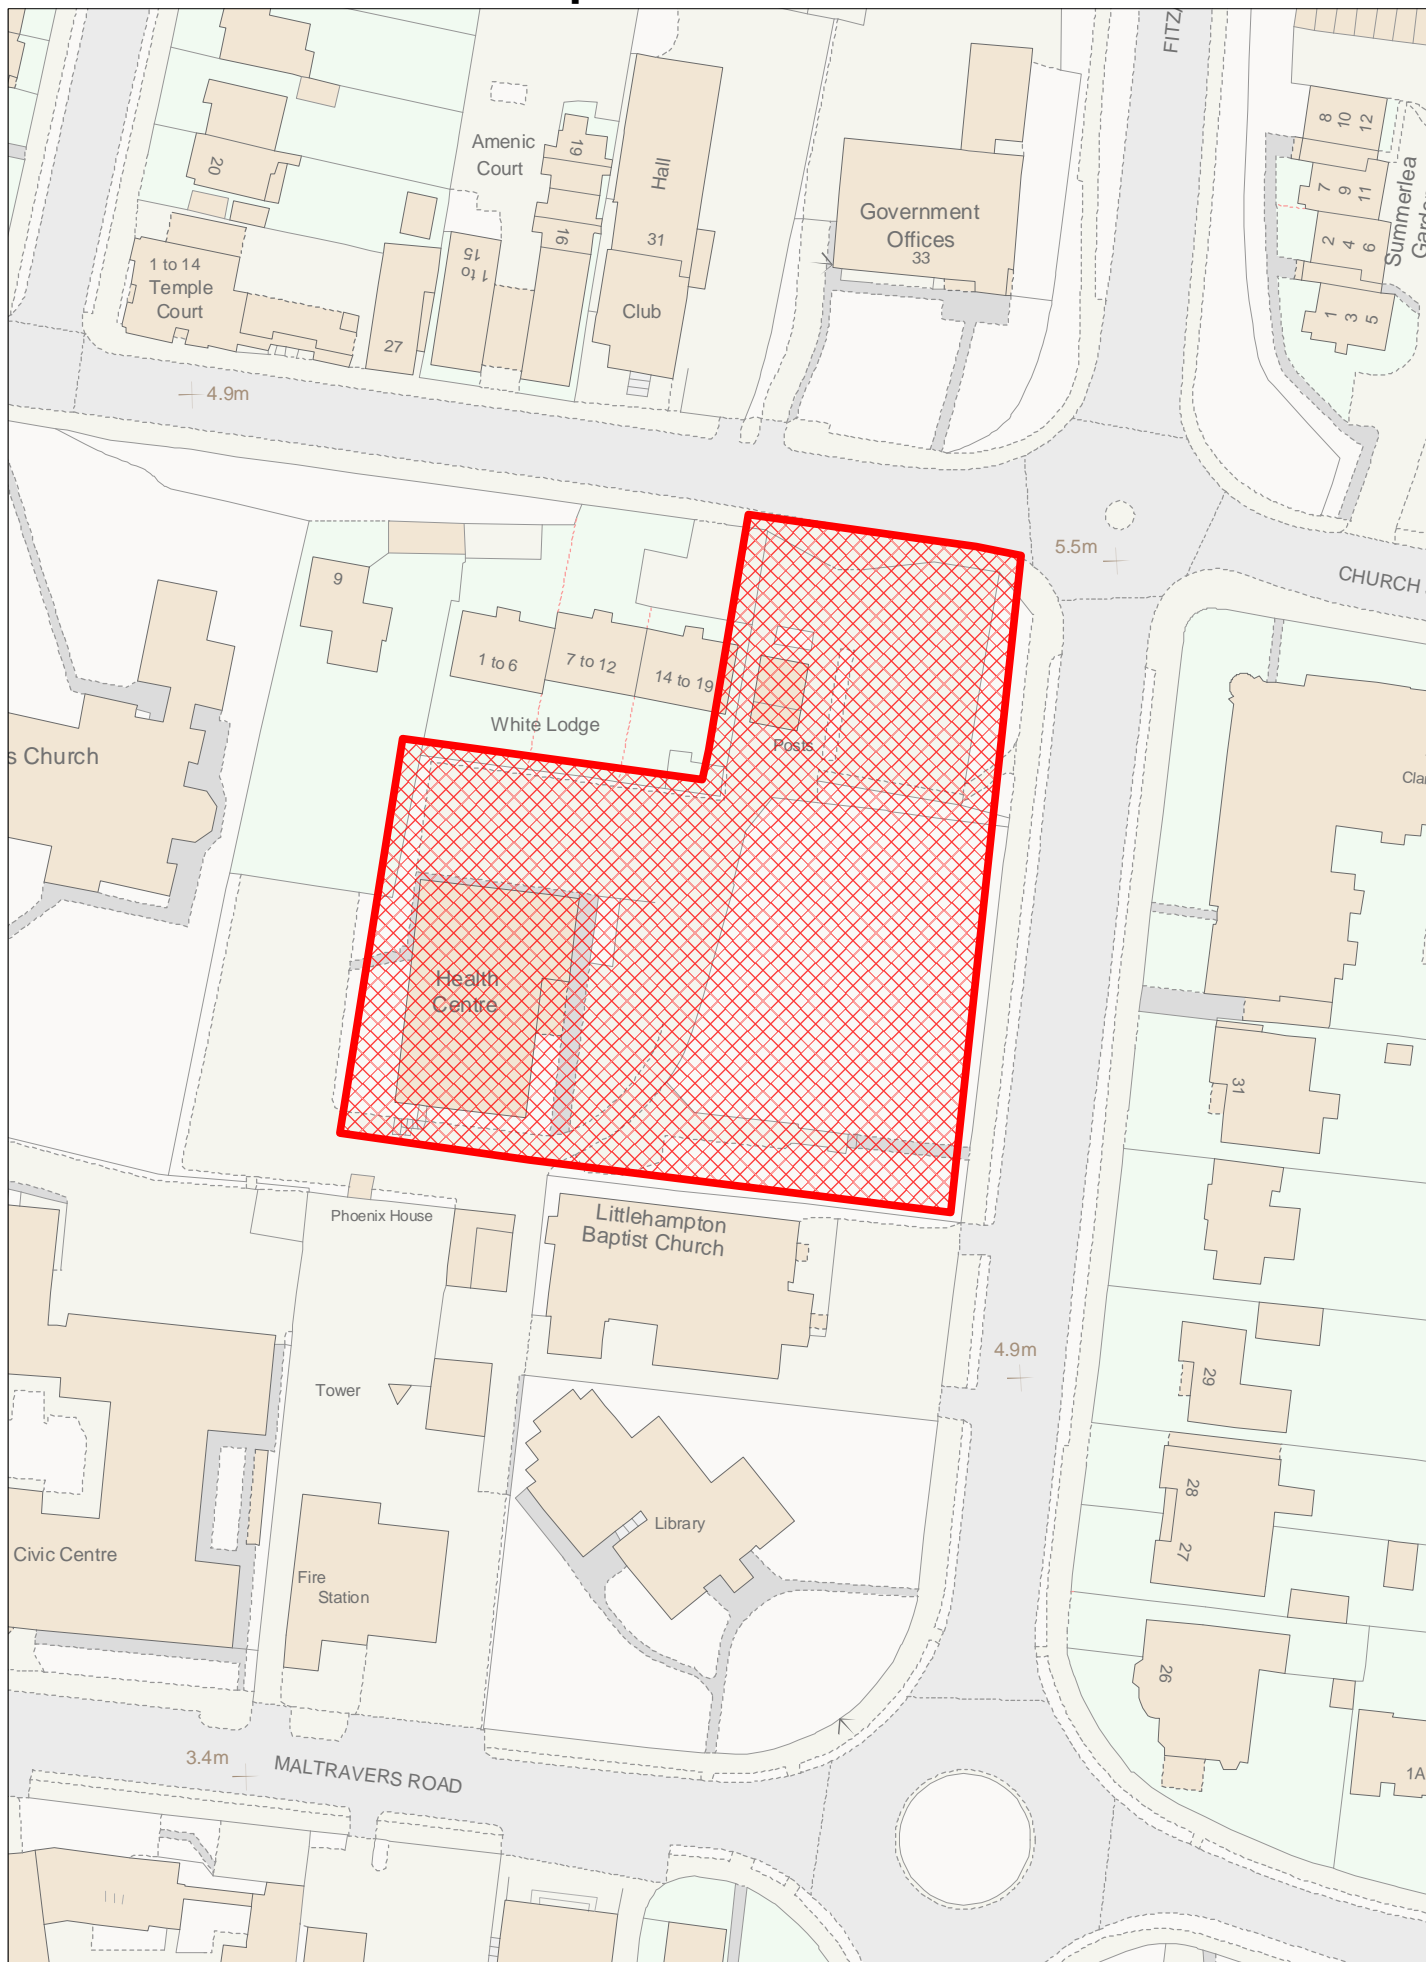 FITZ
Amenic
Court
19
Hall
20
16
31
1 to
15
Club
1 to 14
Temple
Court
27
Government
Offices
33
8
10
12
7
9
11
2
4
6
1
3
5
Summerlea
4.9m
5.5m
CHURCH
9
1 to 6
7 to 12
14 to 19
White Lodge
Posts
s Church
Health
Centre
31
Phoenix House
Littlehampton
Baptist Church
4.9m
29
Tower
28
27
Library
Civic Centre
Fire
Station
26
3.4m
MALTRAVERS ROAD
1A